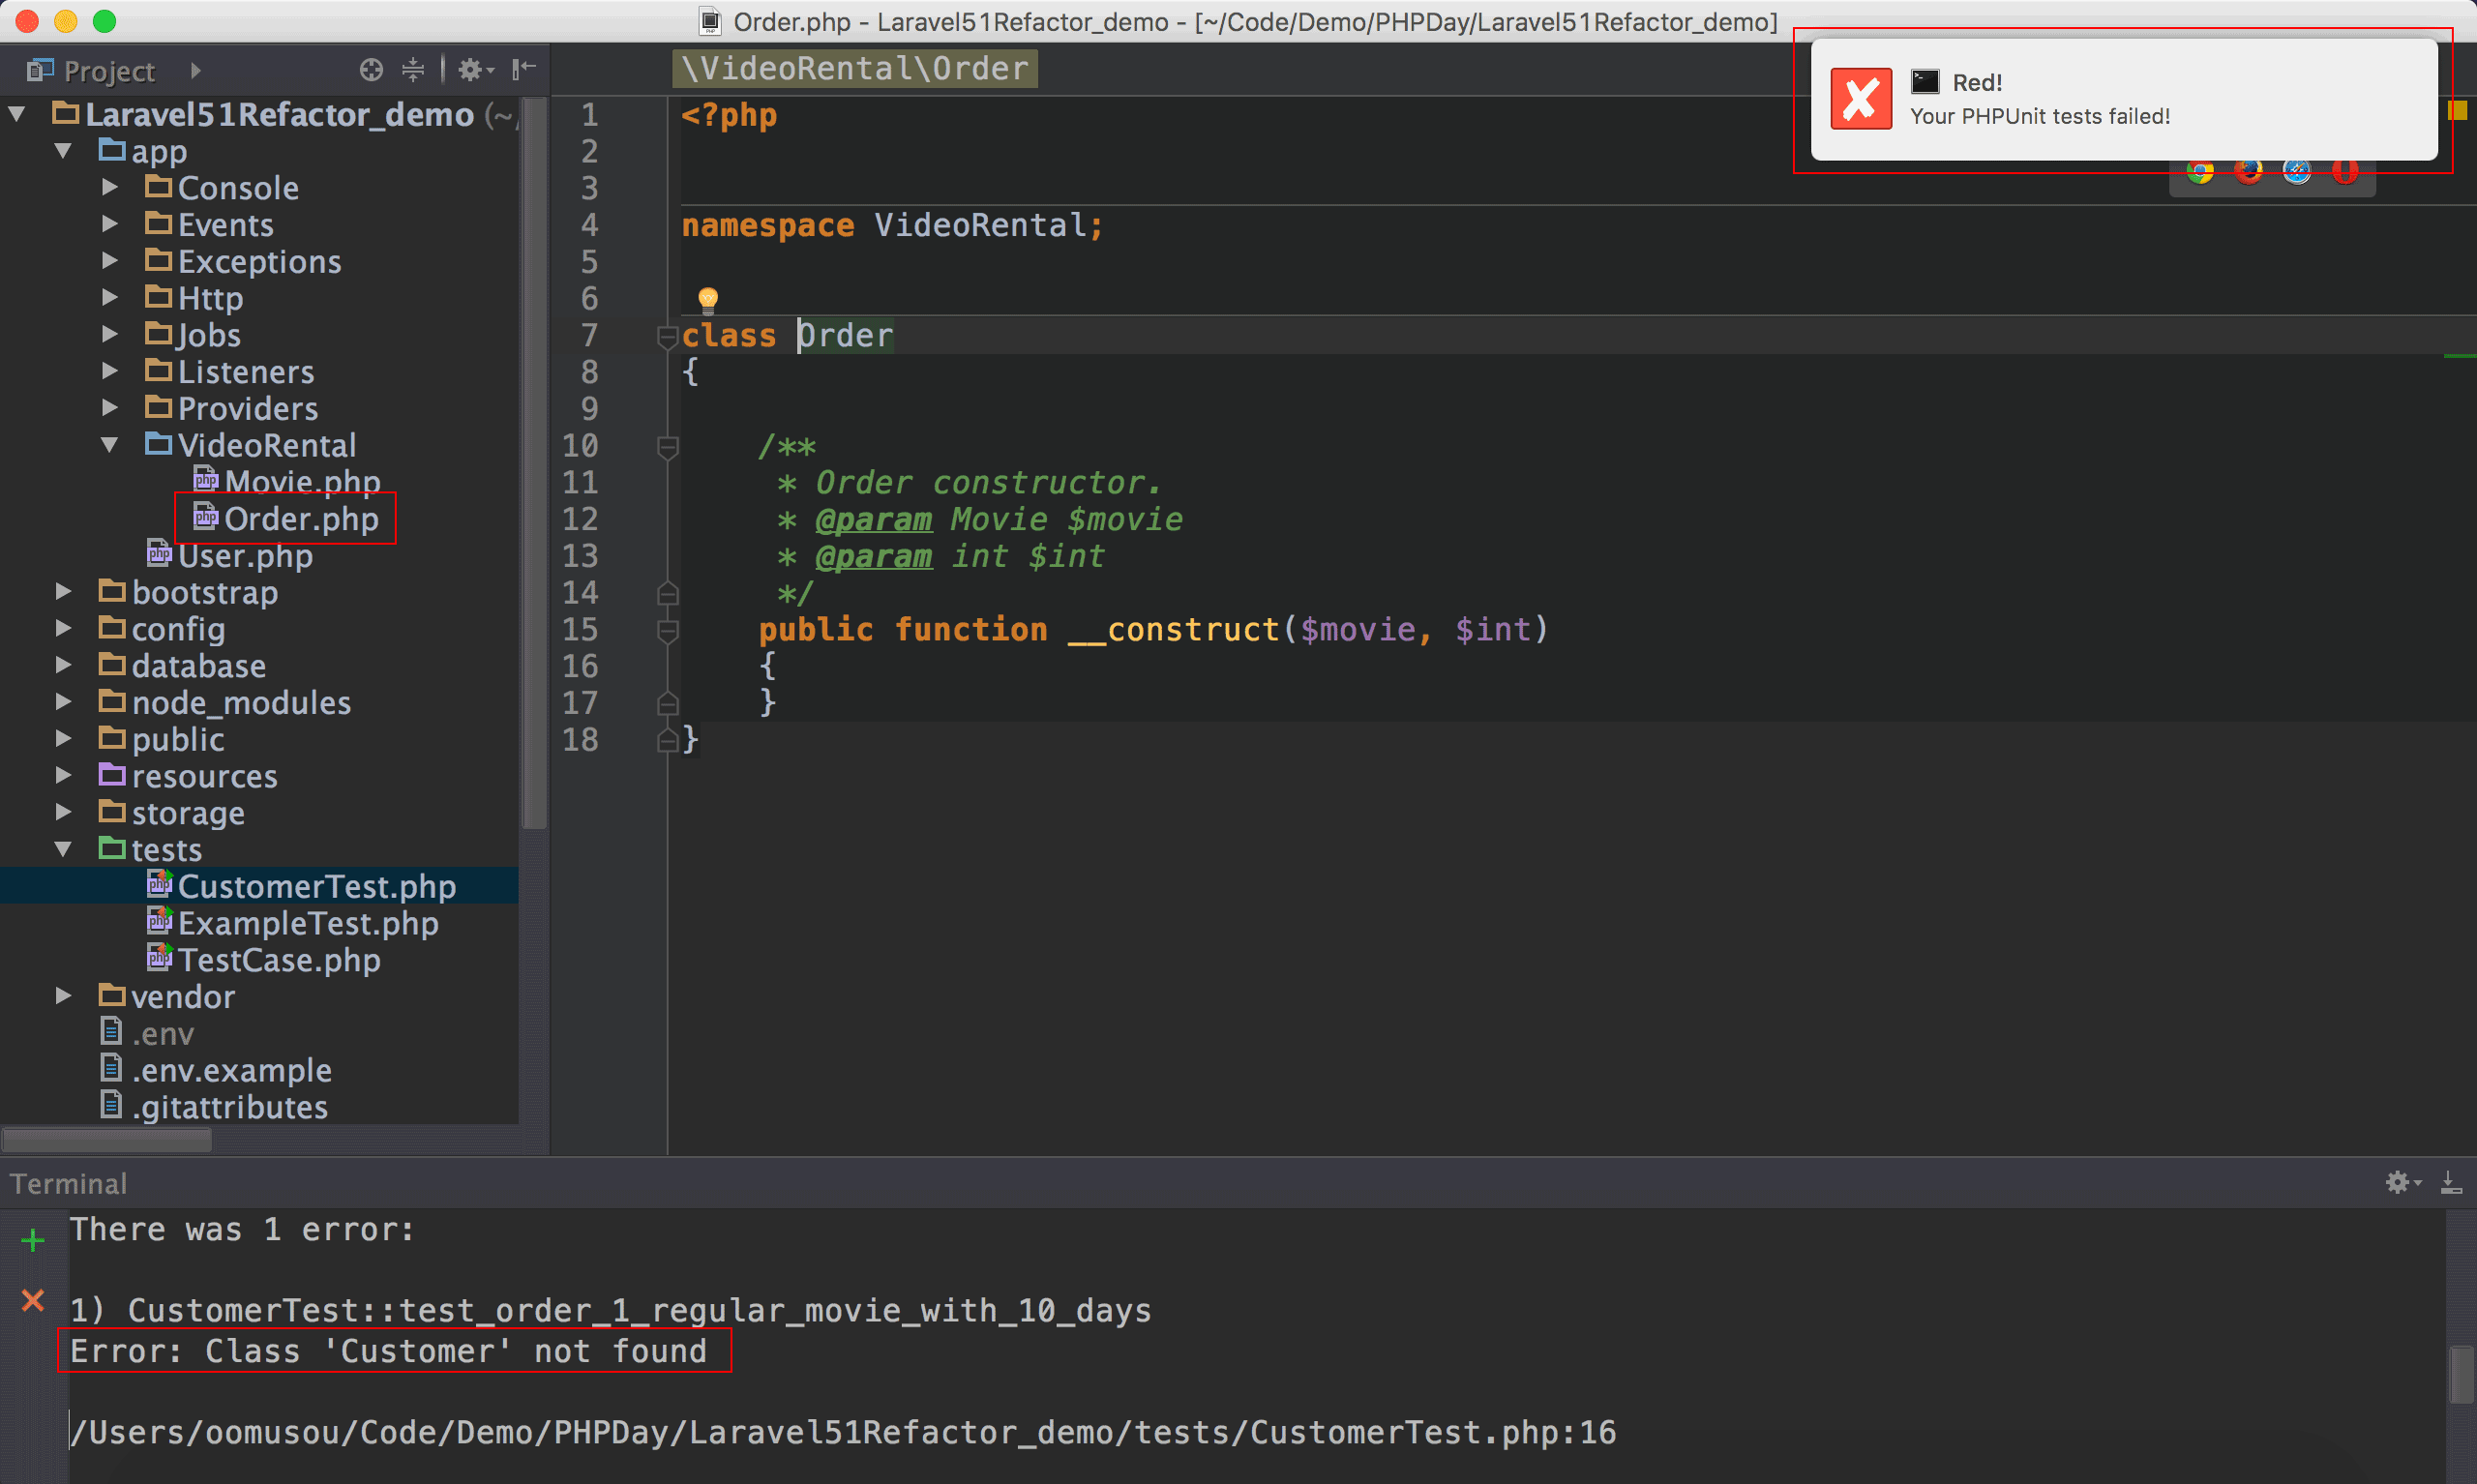 Order.php - Laravel51Refactor_demo - [~/Code/Demo/PHPDay/Laravel51Refactor_demo]
Project
\VideoRental\Order
Red!
Your PHPUnit tests failed!
Laravel51Refactor_demo (~/
app
Console
Events
Exceptions
Http
Jobs
Listeners
Providers
VideoRental
Movie.php
Order.php
User.php
bootstrap
config
database
node_modules
public
resources
storage
tests
CustomerTest.php
ExampleTest.php
TestCase.php
vendor
.env
.env.example
.gitattributes
1 <?php
2
3
4 namespace VideoRental;
5
6
7 class Order
8 {
9
10 /**
11 * Order constructor.
12 * @param Movie $movie
13 * @param int $int
14 */
15 public function __construct($movie, $int)
16 {
17 }
18 }
Terminal
There was 1 error:
1) CustomerTest::test_order_1_regular_movie_with_10_days
Error: Class 'Customer' not found
/Users/oomusou/Code/Demo/PHPDay/Laravel51Refactor_demo/tests/CustomerTest.php:16